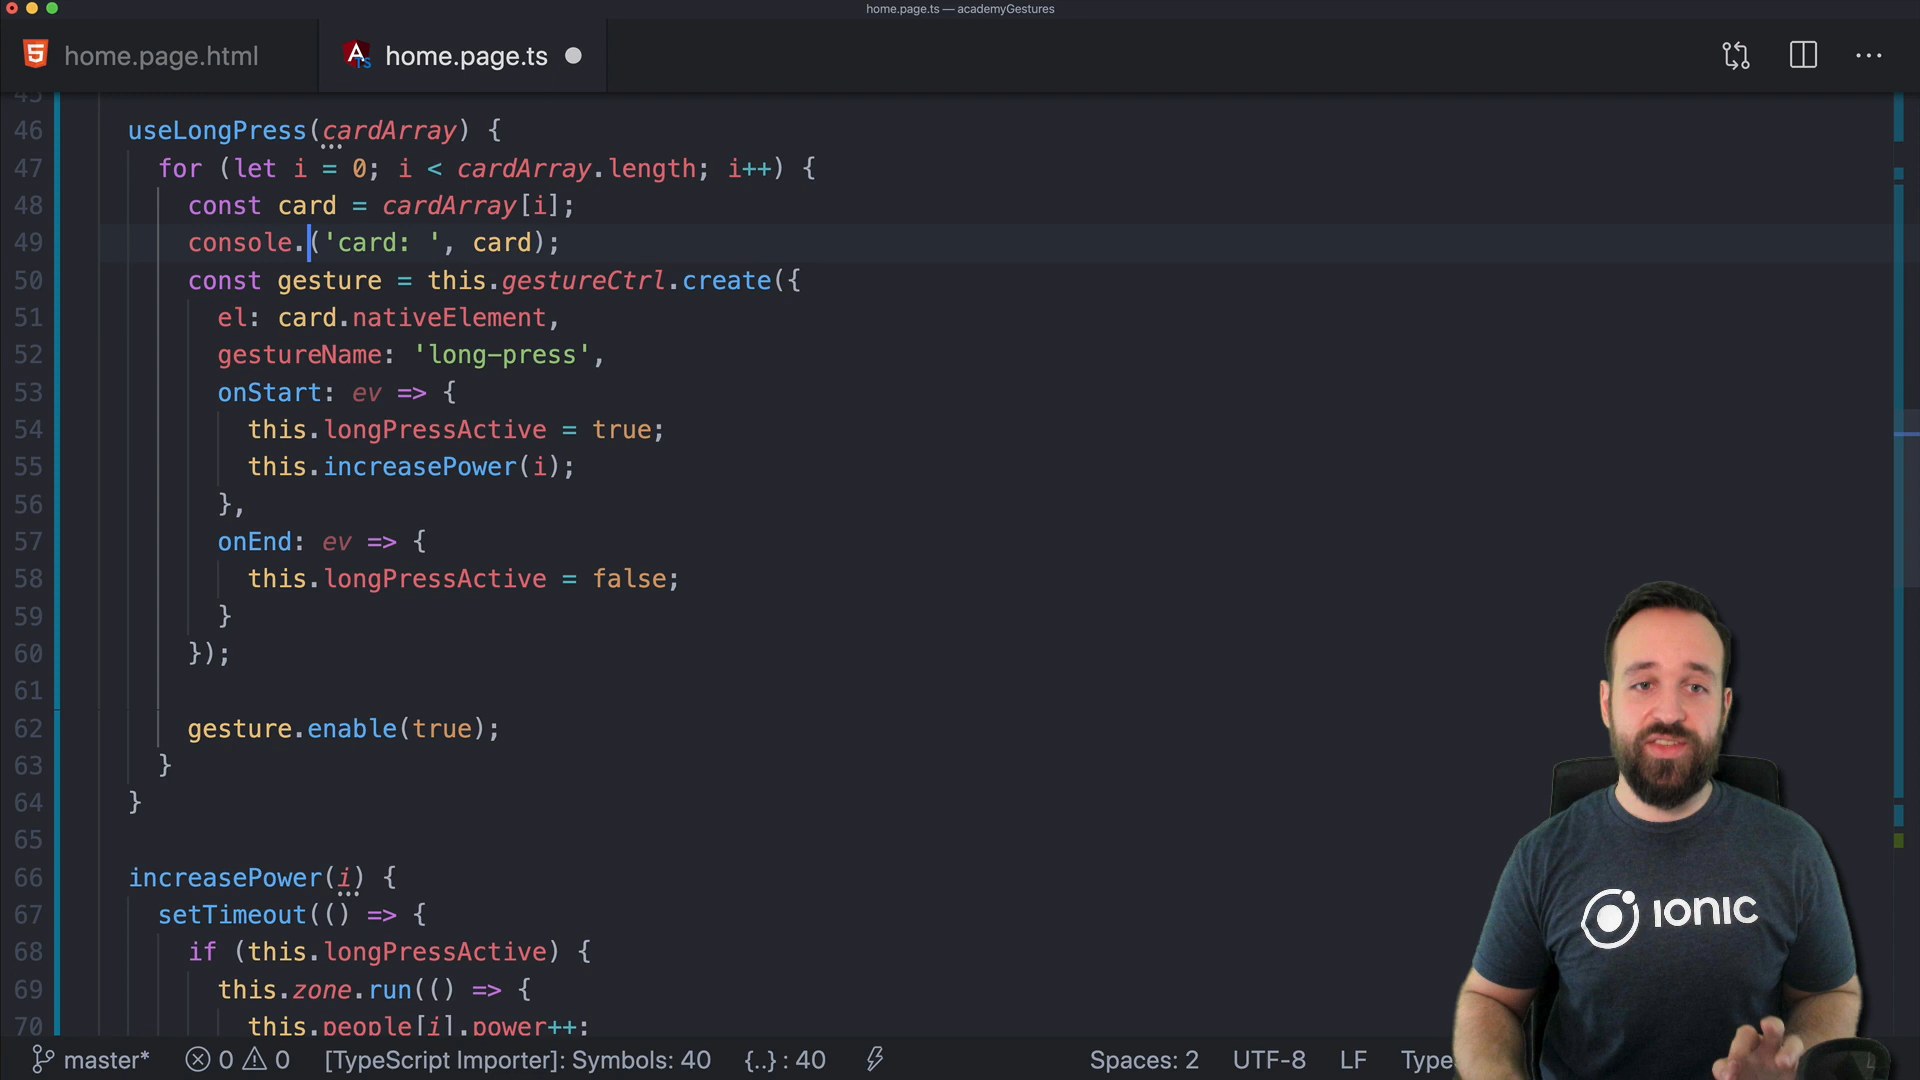 home.page.ts — academyGestures
home.page.html
home.page.ts
45
46 useLongPress(cardArray) {
47 for (let i = 0; i < cardArray.length; i++) {
48 const card = cardArray[i];
49 console.('card: ', card);
50 const gesture = this.gestureCtrl.create({
51 el: card.nativeElement,
52 gestureName: 'long-press',
53 onStart: ev => {
54 this.longPressActive = true;
55 this.increasePower(i);
56 },
57 onEnd: ev => {
58 this.longPressActive = false;
59 }
60 });
61
62 gesture.enable(true);
63 }
64 }
65
66 increasePower(i) {
67 setTimeout(() => {
68 if (this.longPressActive) {
69 this.zone.run(() => {
70 this.people[i].power++;
IONIC
master* 0 0 [TypeScript Importer]: Symbols: 40 {..} : 40 Spaces: 2 UTF-8 LF Type